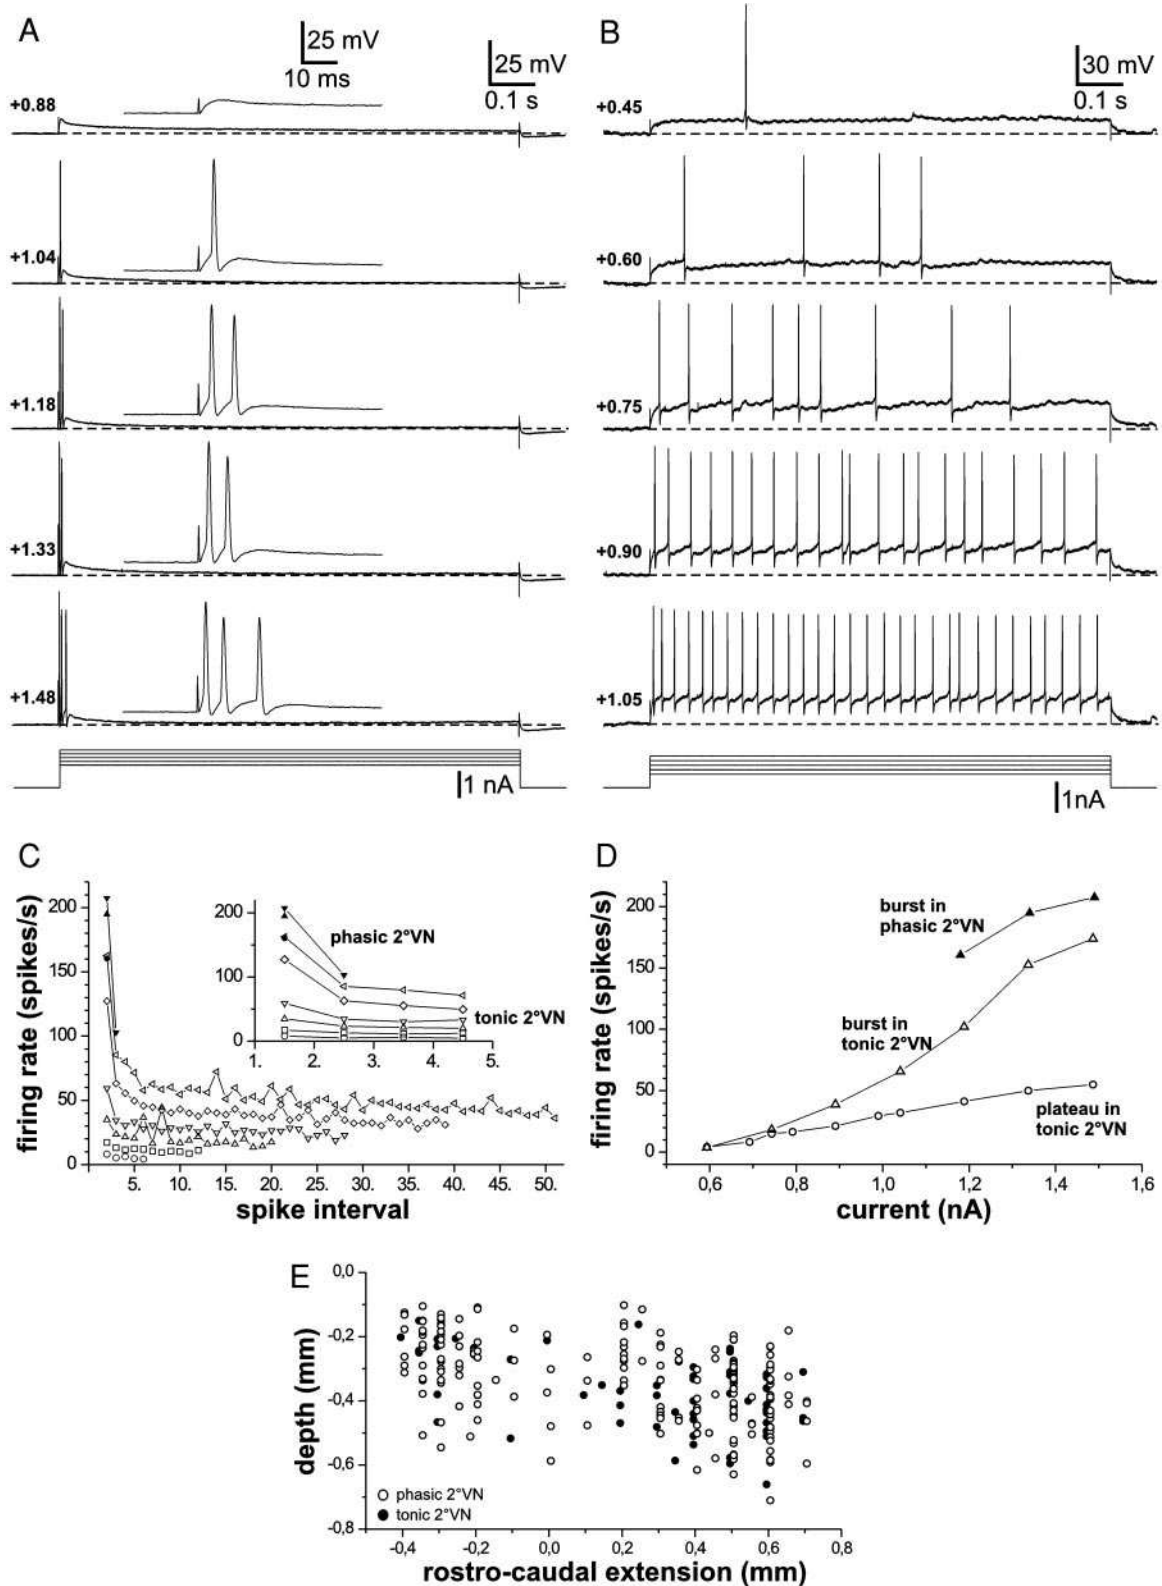 A
25 mV
10 ms
25 mV
0.1 s
+0.88
+1.04
+1.18
+1.33
+1.48
1 nA
B
30 mV
0.1 s
+0.45
+0.60
+0.75
+0.90
+1.05
1nA
C
firing rate (spikes/s)
200
150
100
50
0
5.
10.
15.
20.
25.
30.
35.
40.
45.
50.
spike interval
200
100
0
1.
2.
3.
4.
5.
phasic 2°VN
tonic 2°VN
D
firing rate (spikes/s)
200
150
100
50
0
0,6
0,8
1,0
1,2
1,4
1,6
current (nA)
burst in
phasic 2°VN
burst in
tonic 2°VN
plateau in
tonic 2°VN
E
depth (mm)
0,0
-0,2
-0,4
-0,6
-0,8
phasic 2°VN
tonic 2°VN
-0,4
-0,2
0,0
0,2
0,4
0,6
0,8
rostro-caudal extension (mm)